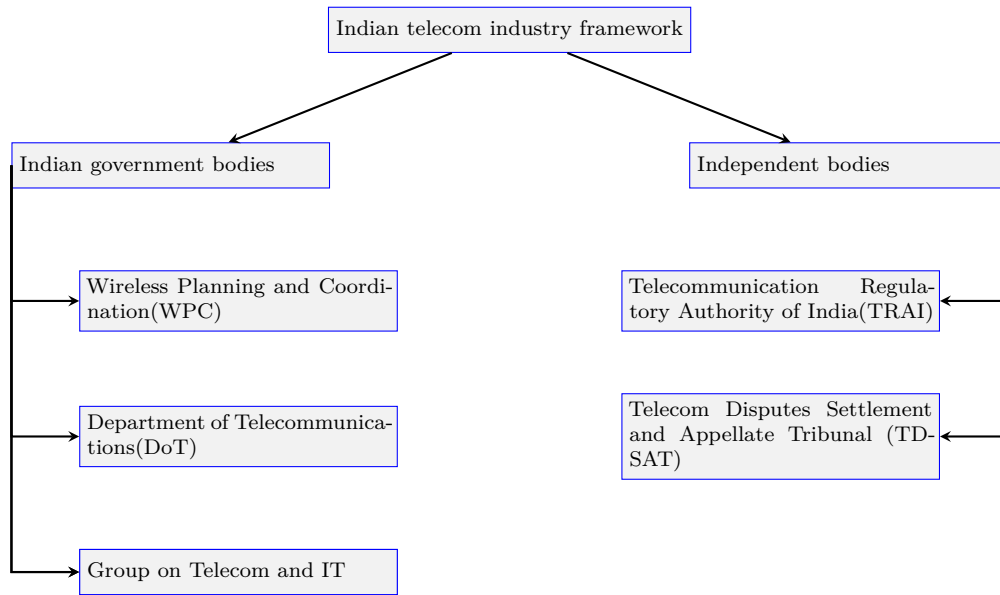 Indian telecom industry framework
Indian government bodies
Independent bodies
Wireless Planning and Coordi-
nation(WPC)
Telecommunication Regula-
tory Authority of India(TRAI)
Department of Telecommunica-
tions(DoT)
Telecom Disputes Settlement
and Appellate Tribunal (TD-
SAT)
Group on Telecom and IT